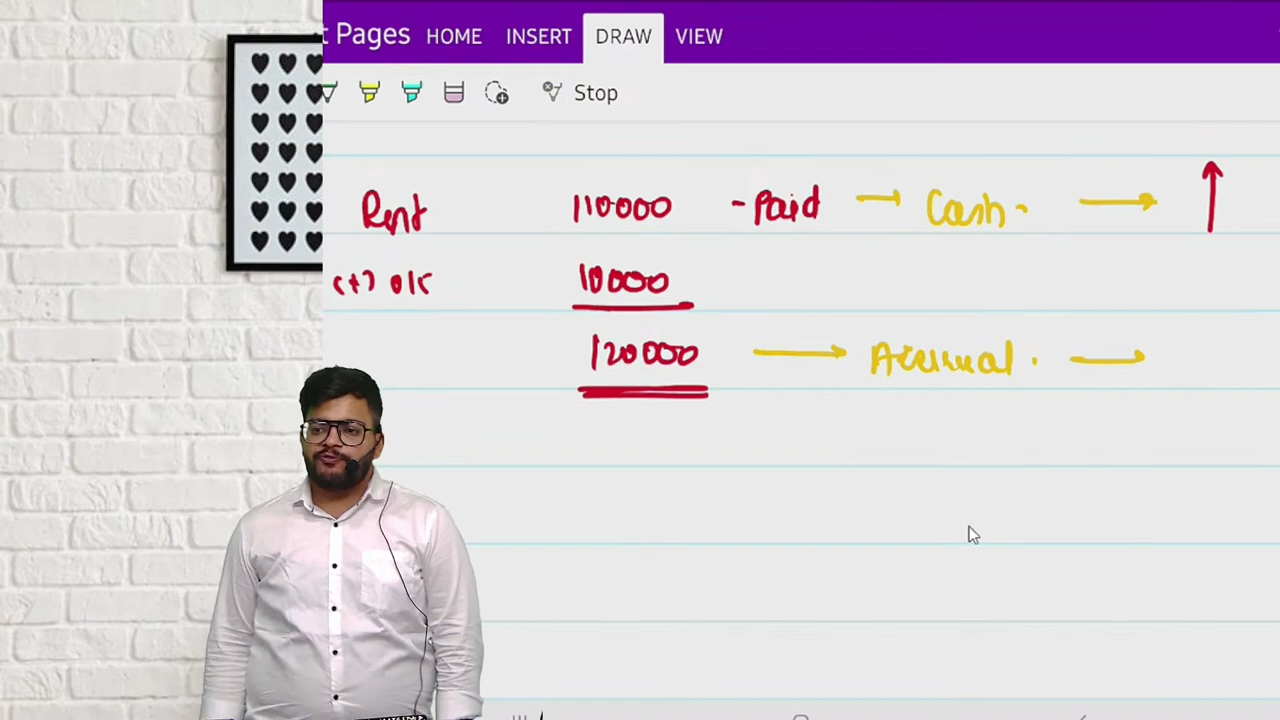 t Pages HOME INSERT DRAW VIEW
Stop
Rent 110000 - Paid → Cash →
(+) o/s 10000
120000 → Accrual →